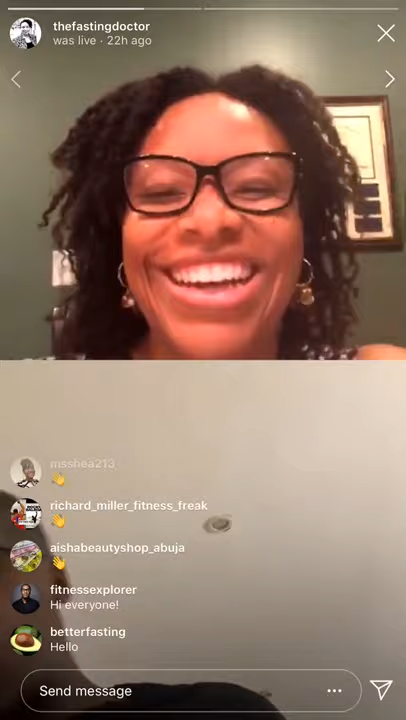 thefastingdoctor
was live · 22h ago
msshea213
👋
richard_miller_fitness_freak
👋
aishabeautyshop_abuja
👋
fitnessexplorer
Hi everyone!
betterfasting
Hello
Send message